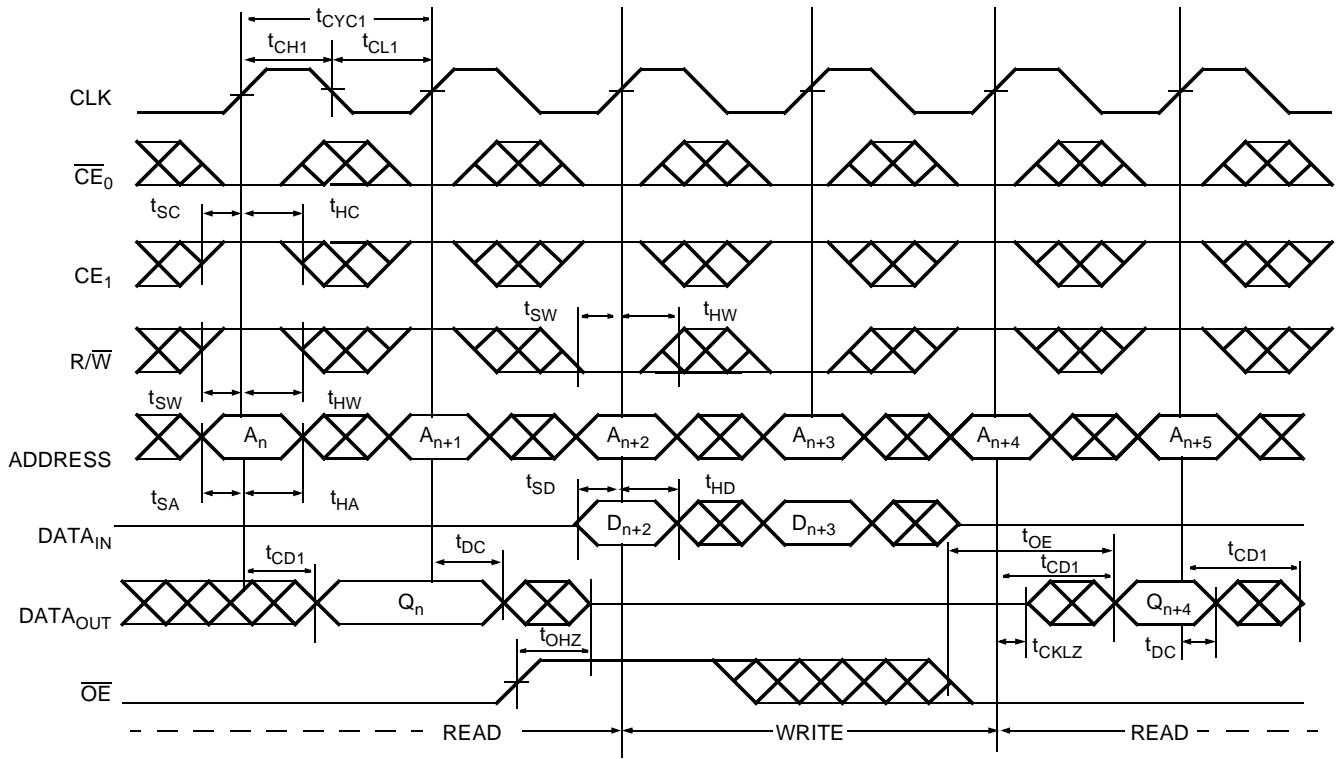 tCYC1
tCH1 tCL1
CLK
CE0
tSC tHC
CE1
tSW tHW
R/W
tSW tHW
An An+1 An+2 An+3 An+4 An+5
ADDRESS
tSA tHA tSD tHD
Dn+2 Dn+3
DATAIN
tCD1 tDC tOE tCD1 tCD1
Qn Qn+4
DATAOUT
tOHZ tCKLZ tDC
OE
READ WRITE READ